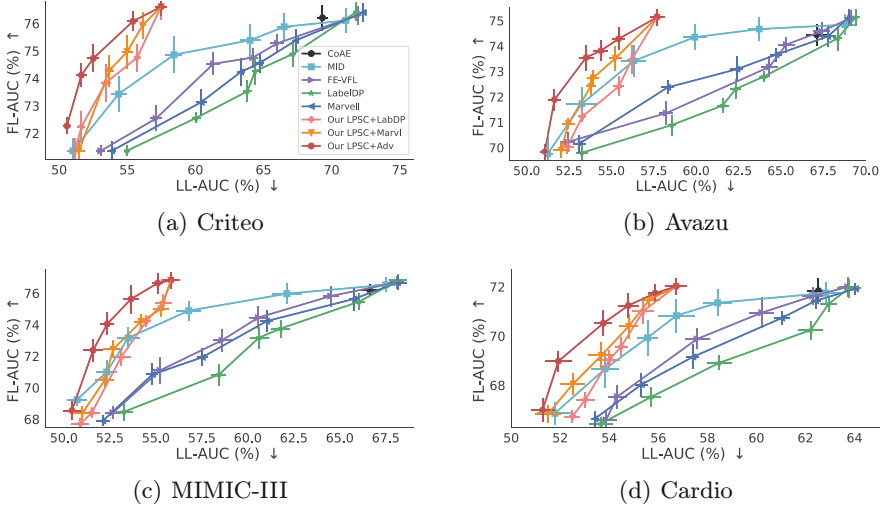 FL-AUC (%) ↑
76
75
74
73
72
CoAE
MID
FE-VFL
LabelDP
Marvell
Our LPSC+LabDP
Our LPSC+Marvl
Our LPSC+Adv
50 55 60 65 70 75
LL-AUC (%) ↓
(a) Criteo
FL-AUC (%) ↑
75
74
73
72
71
70
50.0 52.5 55.0 57.5 60.0 62.5 65.0 67.5 70.0
LL-AUC (%) ↓
(b) Avazu
FL-AUC (%) ↑
76
74
72
70
68
50.0 52.5 55.0 57.5 60.0 62.5 65.0 67.5
LL-AUC (%) ↓
(c) MIMIC-III
FL-AUC (%) ↑
72
70
68
50 52 54 56 58 60 62 64
LL-AUC (%) ↓
(d) Cardio